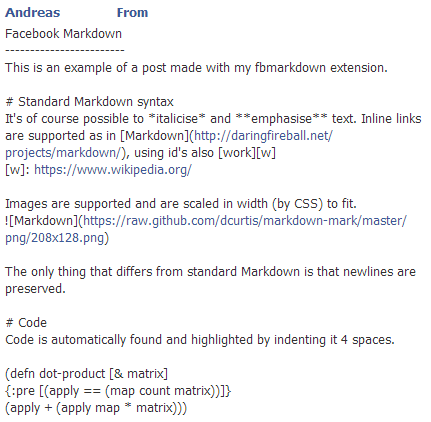 Andreas From
Facebook Markdown
------------------------
This is an example of a post made with my fbmarkdown extension.

# Standard Markdown syntax
It's of course possible to *italicise* and **emphasise** text. Inline links
are supported as in [Markdown](http://daringfireball.net/
projects/markdown/), using id's also [work][w]
[w]: https://www.wikipedia.org/

Images are supported and are scaled in width (by CSS) to fit.
![Markdown](https://raw.github.com/dcurtis/markdown-mark/master/
png/208x128.png)

The only thing that differs from standard Markdown is that newlines are
preserved.

# Code
Code is automatically found and highlighted by indenting it 4 spaces.

(defn dot-product [& matrix]
{:pre [(apply == (map count matrix))]}
(apply + (apply map * matrix)))